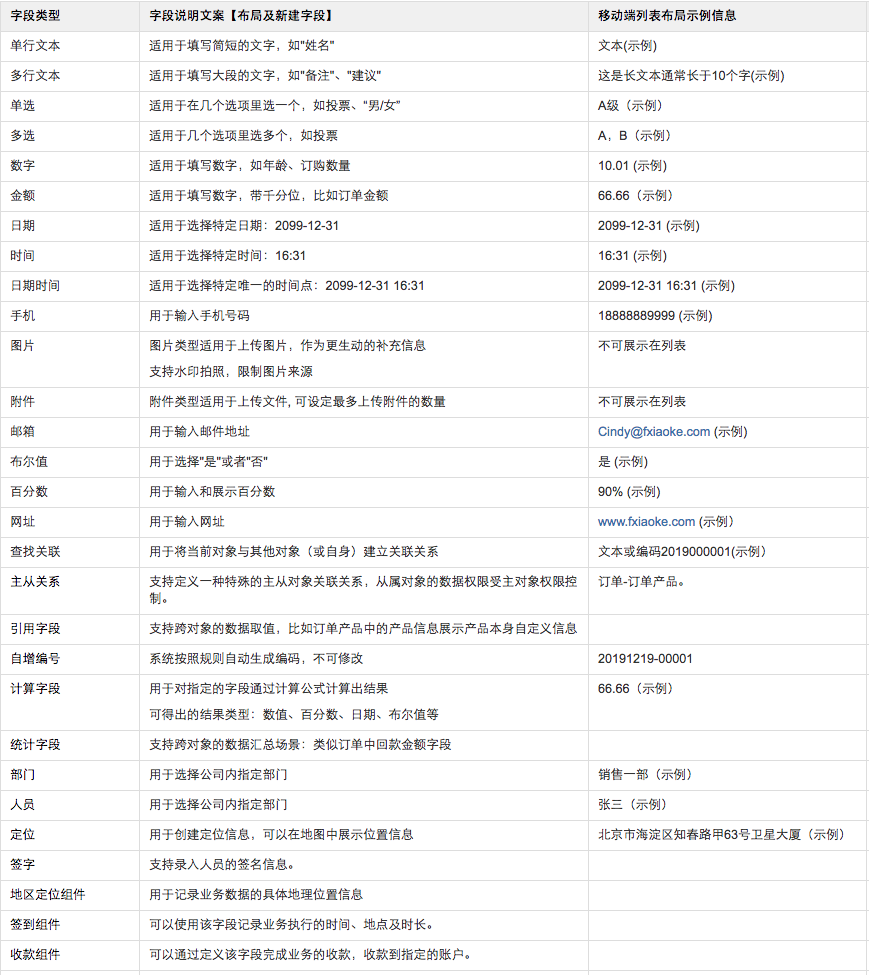 字段类型 字段说明文案【布局及新建字段】 移动端列表布局示例信息
单行文本 适用于填写简短的文字，如"姓名" 文本(示例)
多行文本 适用于填写大段的文字，如"备注"、"建议" 这是长文本通常长于10个字(示例)
单选 适用于在几个选项里选一个，如投票、“男/女” A级（示例）
多选 适用于几个选项里选多个，如投票 A，B（示例）
数字 适用于填写数字，如年龄、订购数量 10.01 (示例)
金额 适用于填写数字，带千分位，比如订单金额 66.66（示例）
日期 适用于选择特定日期：2099-12-31 2099-12-31 (示例)
时间 适用于选择特定时间：16:31 16:31 (示例)
日期时间 适用于选择特定唯一的时间点：2099-12-31 16:31 2099-12-31 16:31 (示例)
手机 用于输入手机号码 18888889999 (示例)
图片 图片类型适用于上传图片，作为更生动的补充信息 不可展示在列表
支持水印拍照，限制图片来源
附件 附件类型适用于上传文件, 可设定最多上传附件的数量 不可展示在列表
邮箱 用于输入邮件地址 Cindy@fxiaoke.com (示例)
布尔值 用于选择"是"或者"否" 是 (示例)
百分数 用于输入和展示百分数 90% (示例)
网址 用于输入网址 www.fxiaoke.com (示例）
查找关联 用于将当前对象与其他对象（或自身）建立关联关系 文本或编码2019000001(示例）
主从关系 支持定义一种特殊的主从对象关联关系，从属对象的数据权限受主对象权限控 订单-订单产品。
制。
引用字段 支持跨对象的数据取值，比如订单产品中的产品信息展示产品本身自定义信息
自增编号 系统按照规则自动生成编码，不可修改 20191219-00001
计算字段 用于对指定的字段通过计算公式计算出结果 66.66（示例）
可得出的结果类型：数值、百分数、日期、布尔值等
统计字段 支持跨对象的数据汇总场景：类似订单中回款金额字段
部门 用于选择公司内指定部门 销售一部（示例）
人员 用于选择公司内指定部门 张三（示例）
定位 用于创建定位信息，可以在地图中展示位置信息 北京市海淀区知春路甲63号卫星大厦（示例）
签字 支持录入人员的签名信息。
地区定位组件 用于记录业务数据的具体地理位置信息
签到组件 可以使用该字段记录业务执行的时间、地点及时长。
收款组件 可以通过定义该字段完成业务的收款，收款到指定的账户。